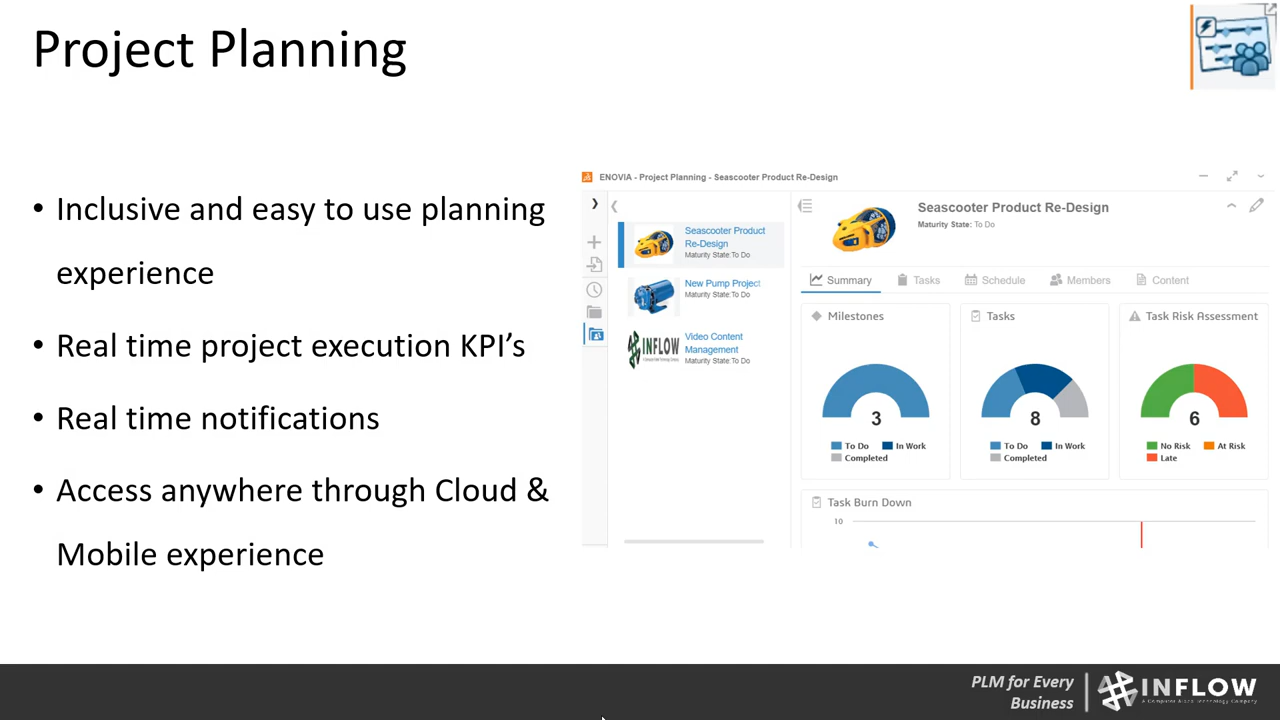 Project Planning
• Inclusive and easy to use planning
experience
• Real time project execution KPI’s
• Real time notifications
• Access anywhere through Cloud &
Mobile experience
ENOVIA - Project Planning - Seascooter Product Re-Design
Seascooter Product
Re-Design
Maturity State:To Do
New Pump Project
Maturity State:To Do
INFLOW
Video Content
Management
Maturity State:To Do
Seascooter Product Re-Design
Maturity State: To Do
Summary Tasks Schedule Members Content
Milestones
3
To Do In Work
Completed
Tasks
8
To Do In Work
Completed
Task Risk Assessment
6
No Risk At Risk
Late
Task Burn Down
10
PLM for Every
Business
INFLOW